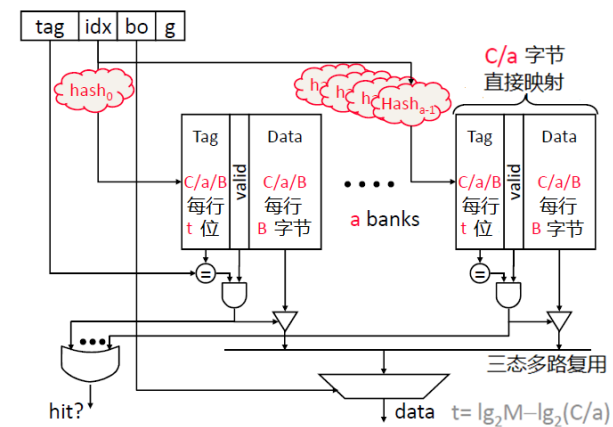 tag idx bo g
C/a 字节
直接映射
hash0
ha
h
h
Hasha-1
Tag valid Data
C/a/B
每行
t 位
C/a/B
每行
B 字节
••••
a banks
Tag valid Data
C/a/B
每行
t 位
C/a/B
每行
B 字节
=
=
•••
三态多路复用
hit?
data
t= lg2M–lg2(C/a)